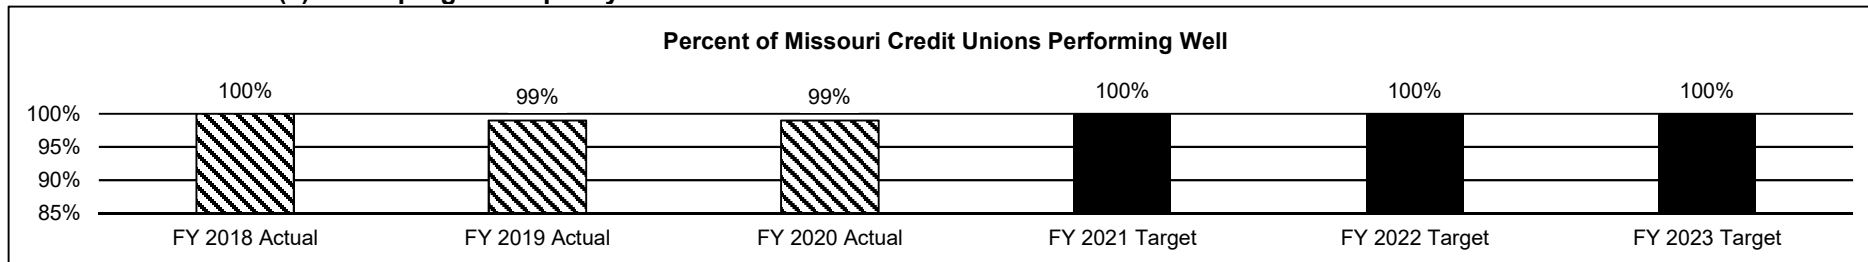 Percent of Missouri Credit Unions Performing Well
100% 99% 99% 100% 100% 100%
100%
95%
90%
85%
FY 2018 Actual FY 2019 Actual FY 2020 Actual FY 2021 Target FY 2022 Target FY 2023 Target